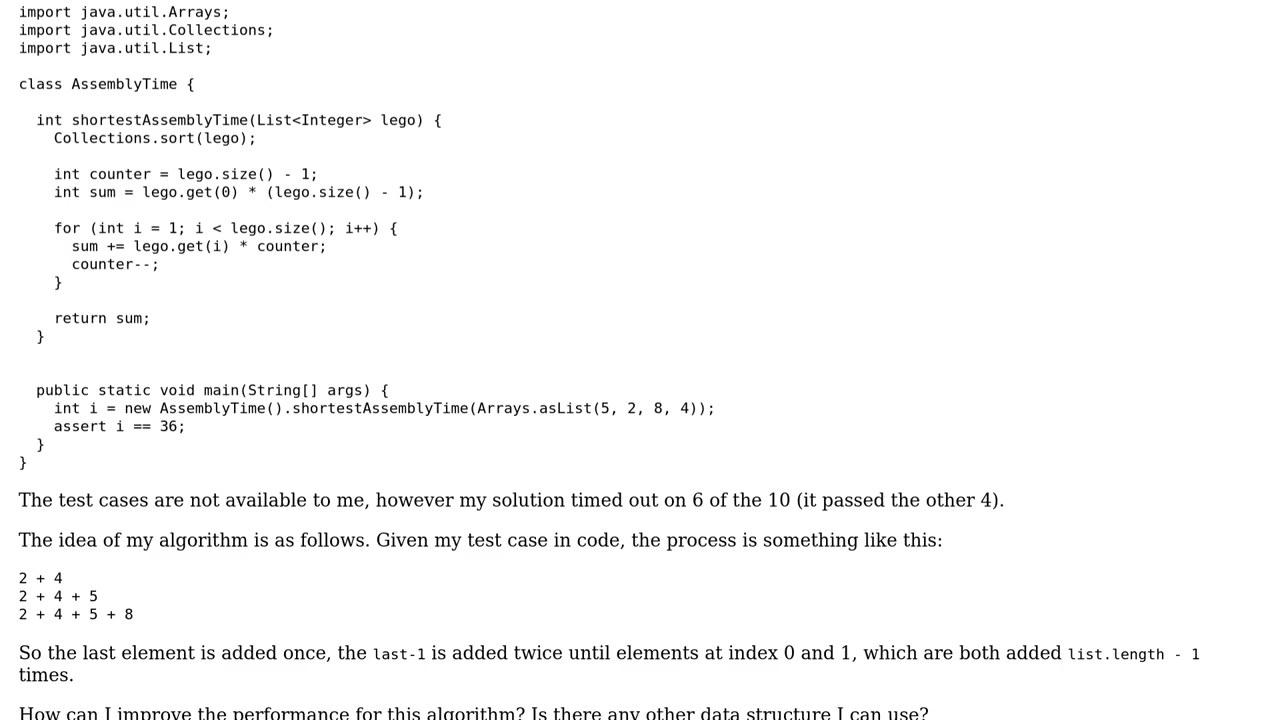 import java.util.Arrays;
import java.util.Collections;
import java.util.List;

class AssemblyTime {

  int shortestAssemblyTime(List<Integer> lego) {
    Collections.sort(lego);

    int counter = lego.size() - 1;
    int sum = lego.get(0) * (lego.size() - 1);

    for (int i = 1; i < lego.size(); i++) {
      sum += lego.get(i) * counter;
      counter--;
    }

    return sum;
  }


  public static void main(String[] args) {
    int i = new AssemblyTime().shortestAssemblyTime(Arrays.asList(5, 2, 8, 4));
    assert i == 36;
  }
}
The test cases are not available to me, however my solution timed out on 6 of the 10 (it passed the other 4).
The idea of my algorithm is as follows. Given my test case in code, the process is something like this:
2 + 4
2 + 4 + 5
2 + 4 + 5 + 8
So the last element is added once, the last-1 is added twice until elements at index 0 and 1, which are both added list.length - 1
times.
How can I improve the performance for this algorithm? Is there any other data structure I can use?